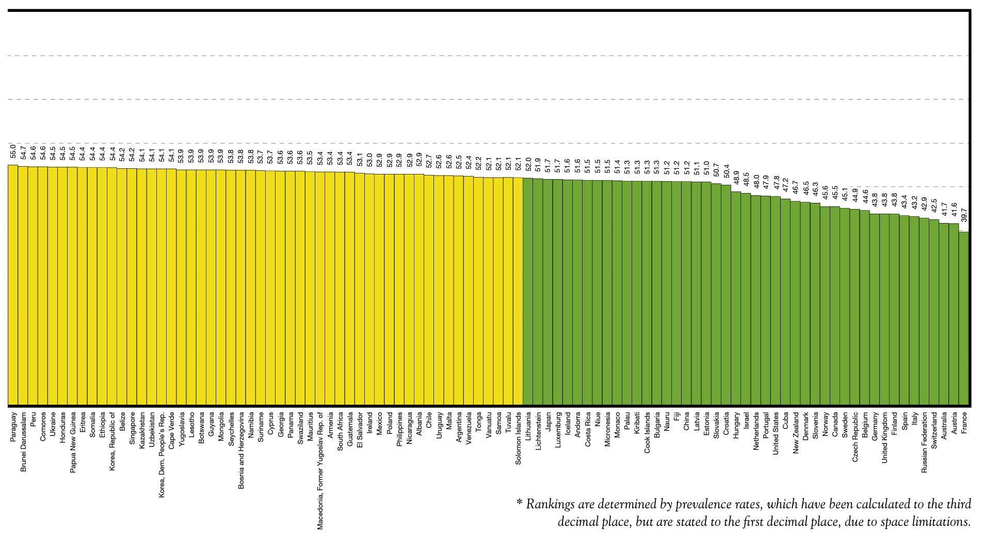 55.0
54.7
54.6
54.6
54.5
54.5
54.5
54.4
54.4
54.4
54.4
54.2
54.2
54.1
54.1
54.1
54.1
53.9
53.9
53.9
53.9
53.9
53.8
53.8
53.8
53.7
53.7
53.6
53.6
53.6
53.5
53.4
53.4
53.4
53.4
53.1
53.0
52.9
52.9
52.9
52.9
52.9
52.7
52.6
52.6
52.5
52.4
52.2
52.1
52.1
52.1
52.1
52.0
51.9
51.7
51.7
51.6
51.6
51.5
51.5
51.5
51.4
51.3
51.3
51.3
51.3
51.2
51.2
51.2
51.1
51.0
50.7
50.4
48.9
48.5
48.0
47.9
47.8
47.2
46.7
46.5
46.3
45.6
45.5
45.1
44.9
44.6
43.8
43.8
43.8
43.4
43.2
42.9
42.5
41.7
41.6
39.7
Paraguay
Brunei Darussalam
Peru
Comoros
Ukraine
Honduras
Papua New Guinea
Eritrea
Somalia
Ethiopia
Korea, Republic of
Belize
Singapore
Kazakhstan
Uzbekistan
Korea, Dem. People's Rep.
Cape Verde
Yugoslavia
Lesotho
Botswana
Guyana
Mongolia
Seychelles
Bosnia and Herzegovina
Namibia
Suriname
Cyprus
Georgia
Panama
Swaziland
Mauritius
Macedonia, Former Yugoslav Rep. of
Armenia
South Africa
Guatemala
El Salvador
Ireland
Mexico
Poland
Philippines
Nicaragua
Albania
Chile
Uruguay
Malta
Argentina
Venezuela
Tonga
Vanuatu
Samoa
Tuvalu
Solomon Islands
Lithuania
Lichtenstein
Japan
Luxemburg
Iceland
Andorra
Costa Rica
Niue
Micronesia
Monaco
Palau
Kiribati
Cook Islands
Bulgaria
Nauru
Fiji
China
Latvia
Estonia
Slovakia
Croatia
Hungary
Israel
Netherlands
Portugal
United States
Cuba
New Zealand
Denmark
Slovenia
Norway
Canada
Sweden
Czech Republic
Belgium
Germany
United Kingdom
Finland
Spain
Italy
Russian Federation
Switzerland
Australia
Austria
France
* Rankings are determined by prevalence rates, which have been calculated to the third
decimal place, but are stated to the first decimal place, due to space limitations.